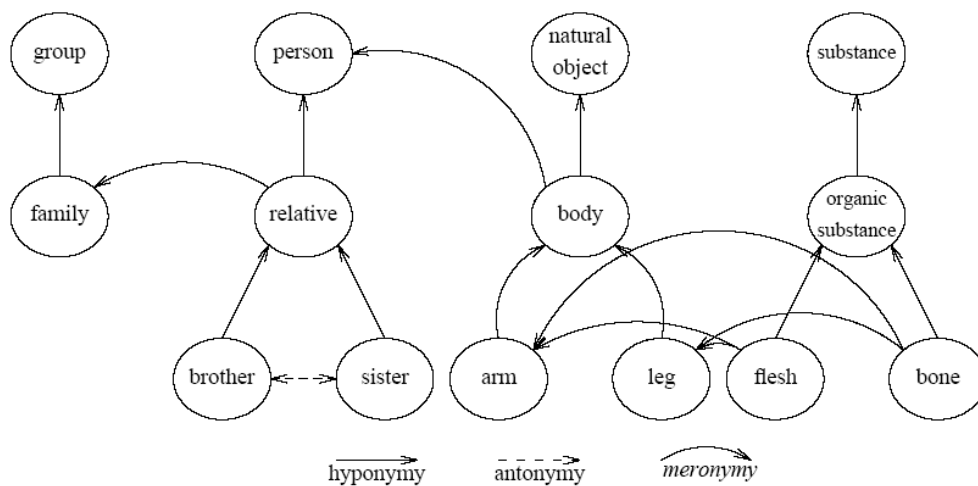 group
person
natural
object
substance
family
relative
body
organic
substance
brother
sister
arm
leg
flesh
bone
hyponymy
antonymy
meronymy